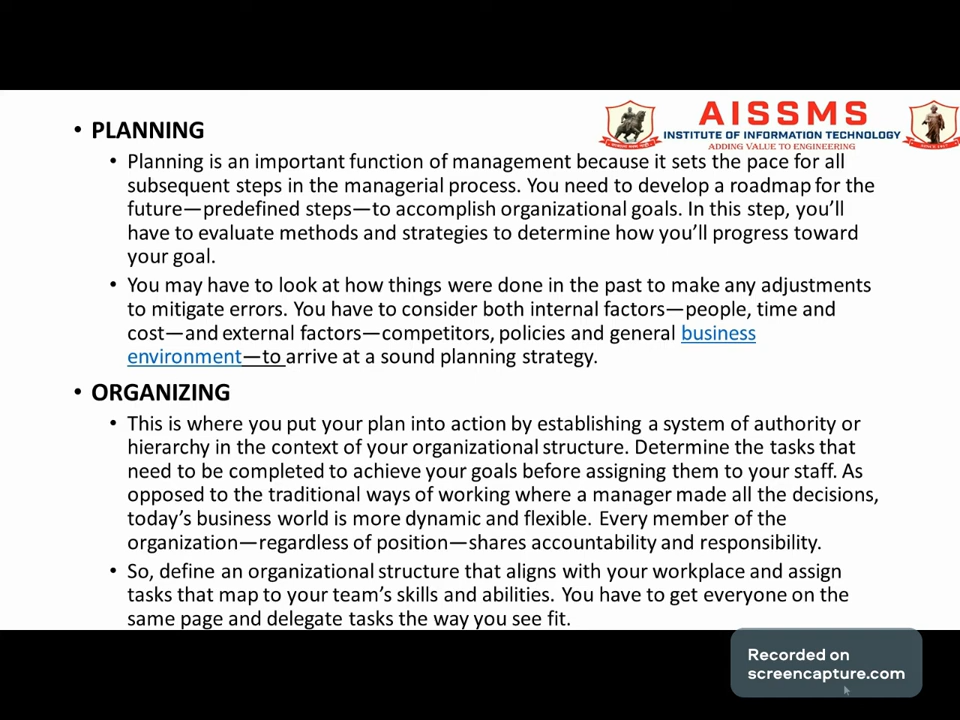 AISSMS
INSTITUTE OF INFORMATION TECHNOLOGY
ADDING VALUE TO ENGINEERING
• PLANNING
• Planning is an important function of management because it sets the pace for all
subsequent steps in the managerial process. You need to develop a roadmap for the
future—predefined steps—to accomplish organizational goals. In this step, you’ll
have to evaluate methods and strategies to determine how you’ll progress toward
your goal.
• You may have to look at how things were done in the past to make any adjustments
to mitigate errors. You have to consider both internal factors—people, time and
cost—and external factors—competitors, policies and general business
environment—to arrive at a sound planning strategy.
• ORGANIZING
• This is where you put your plan into action by establishing a system of authority or
hierarchy in the context of your organizational structure. Determine the tasks that
need to be completed to achieve your goals before assigning them to your staff. As
opposed to the traditional ways of working where a manager made all the decisions,
today’s business world is more dynamic and flexible. Every member of the
organization—regardless of position—shares accountability and responsibility.
• So, define an organizational structure that aligns with your workplace and assign
tasks that map to your team’s skills and abilities. You have to get everyone on the
same page and delegate tasks the way you see fit.
Recorded on
screencapture.com